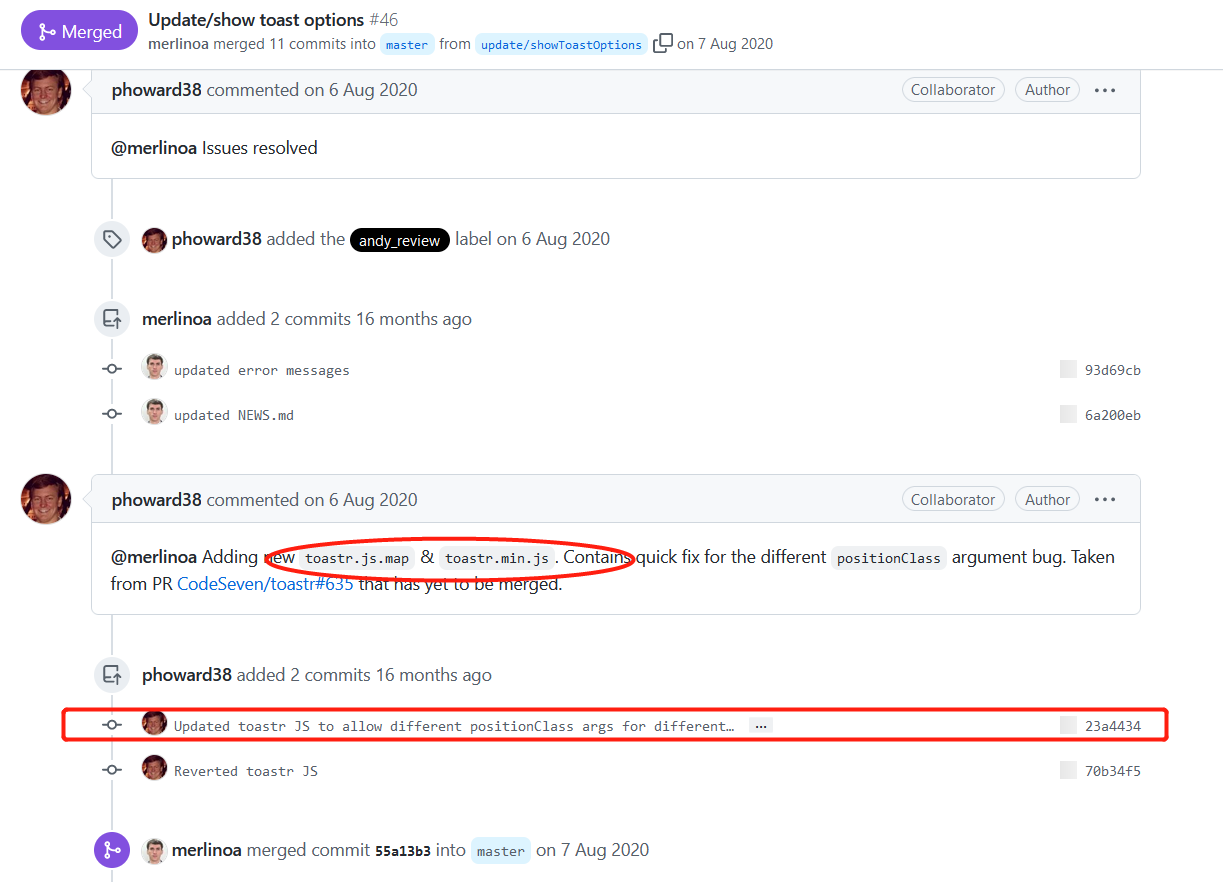 Merged
Update/show toast options #46
merlinoa merged 11 commits into master from update/showToastOptions on 7 Aug 2020
phoward38 commented on 6 Aug 2020 Collaborator Author ...
@merlinoa Issues resolved
phoward38 added the andy_review label on 6 Aug 2020
merlinoa added 2 commits 16 months ago
updated error messages 93d69cb
updated NEWS.md 6a200eb
phoward38 commented on 6 Aug 2020 Collaborator Author ...
@merlinoa Adding new toastr.js.map & toastr.min.js. Contains quick fix for the different positionClass argument bug. Taken
from PR CodeSeven/toastr#635 that has yet to be merged.
phoward38 added 2 commits 16 months ago
Updated toastr JS to allow different positionClass args for different… ... 23a4434
Reverted toastr JS 70b34f5
merlinoa merged commit 55a13b3 into master on 7 Aug 2020